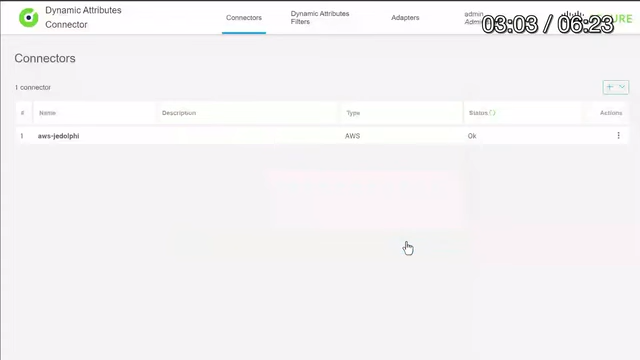 Dynamic Attributes
Connector
Connectors
Dynamic Attributes
Filters
Adapters
admin
03:03 / 06:23
Connectors
1 connector
# Name Description Type Status Actions
1 aws-jedolphi AWS Ok